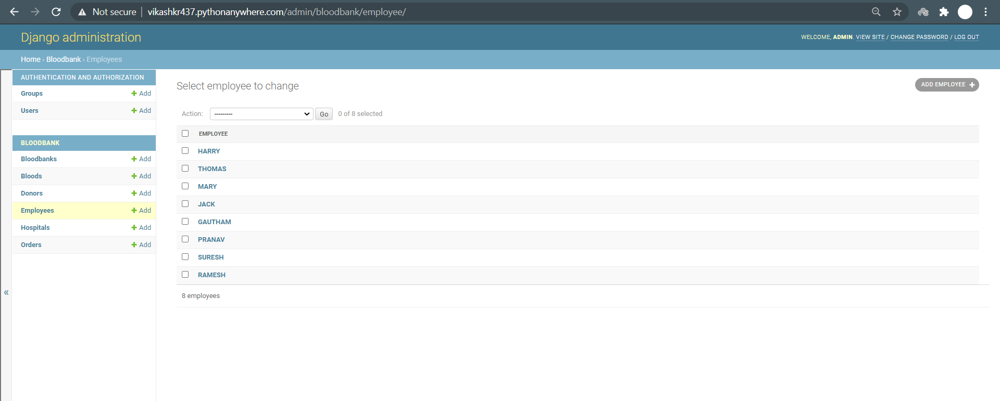 Not secure | vikashkr437.pythonanywhere.com/admin/bloodbank/employee/
Django administration
WELCOME, ADMIN. VIEW SITE / CHANGE PASSWORD / LOG OUT
Home › Bloodbank › Employees
AUTHENTICATION AND AUTHORIZATION
Groups + Add
Users + Add
BLOODBANK
Bloodbanks + Add
Bloods + Add
Donors + Add
Employees + Add
Hospitals + Add
Orders + Add
«
Select employee to change
ADD EMPLOYEE +
Action: --------- Go 0 of 8 selected
EMPLOYEE
HARRY
THOMAS
MARY
JACK
GAUTHAM
PRANAV
SURESH
RAMESH
8 employees